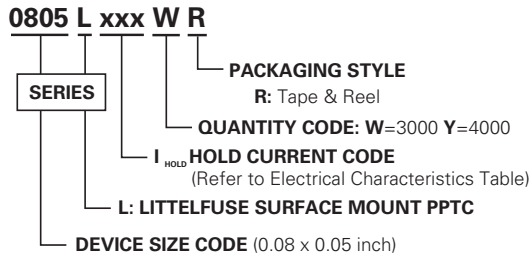 0805 L xxx W R
PACKAGING STYLE
SERIES
R: Tape & Reel
QUANTITY CODE: W=3000 Y=4000
I HOLD HOLD CURRENT CODE
(Refer to Electrical Characteristics Table)
L: LITTELFUSE SURFACE MOUNT PPTC
DEVICE SIZE CODE (0.08 x 0.05 inch)